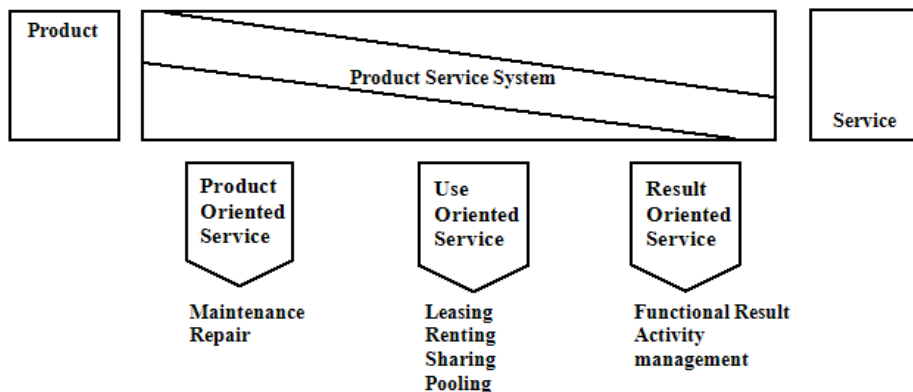 Product
Product Service System
Service
Product
Oriented
Service
Use
Oriented
Service
Result
Oriented
Service
Maintenance
Repair
Leasing
Renting
Sharing
Pooling
Functional Result
Activity
management